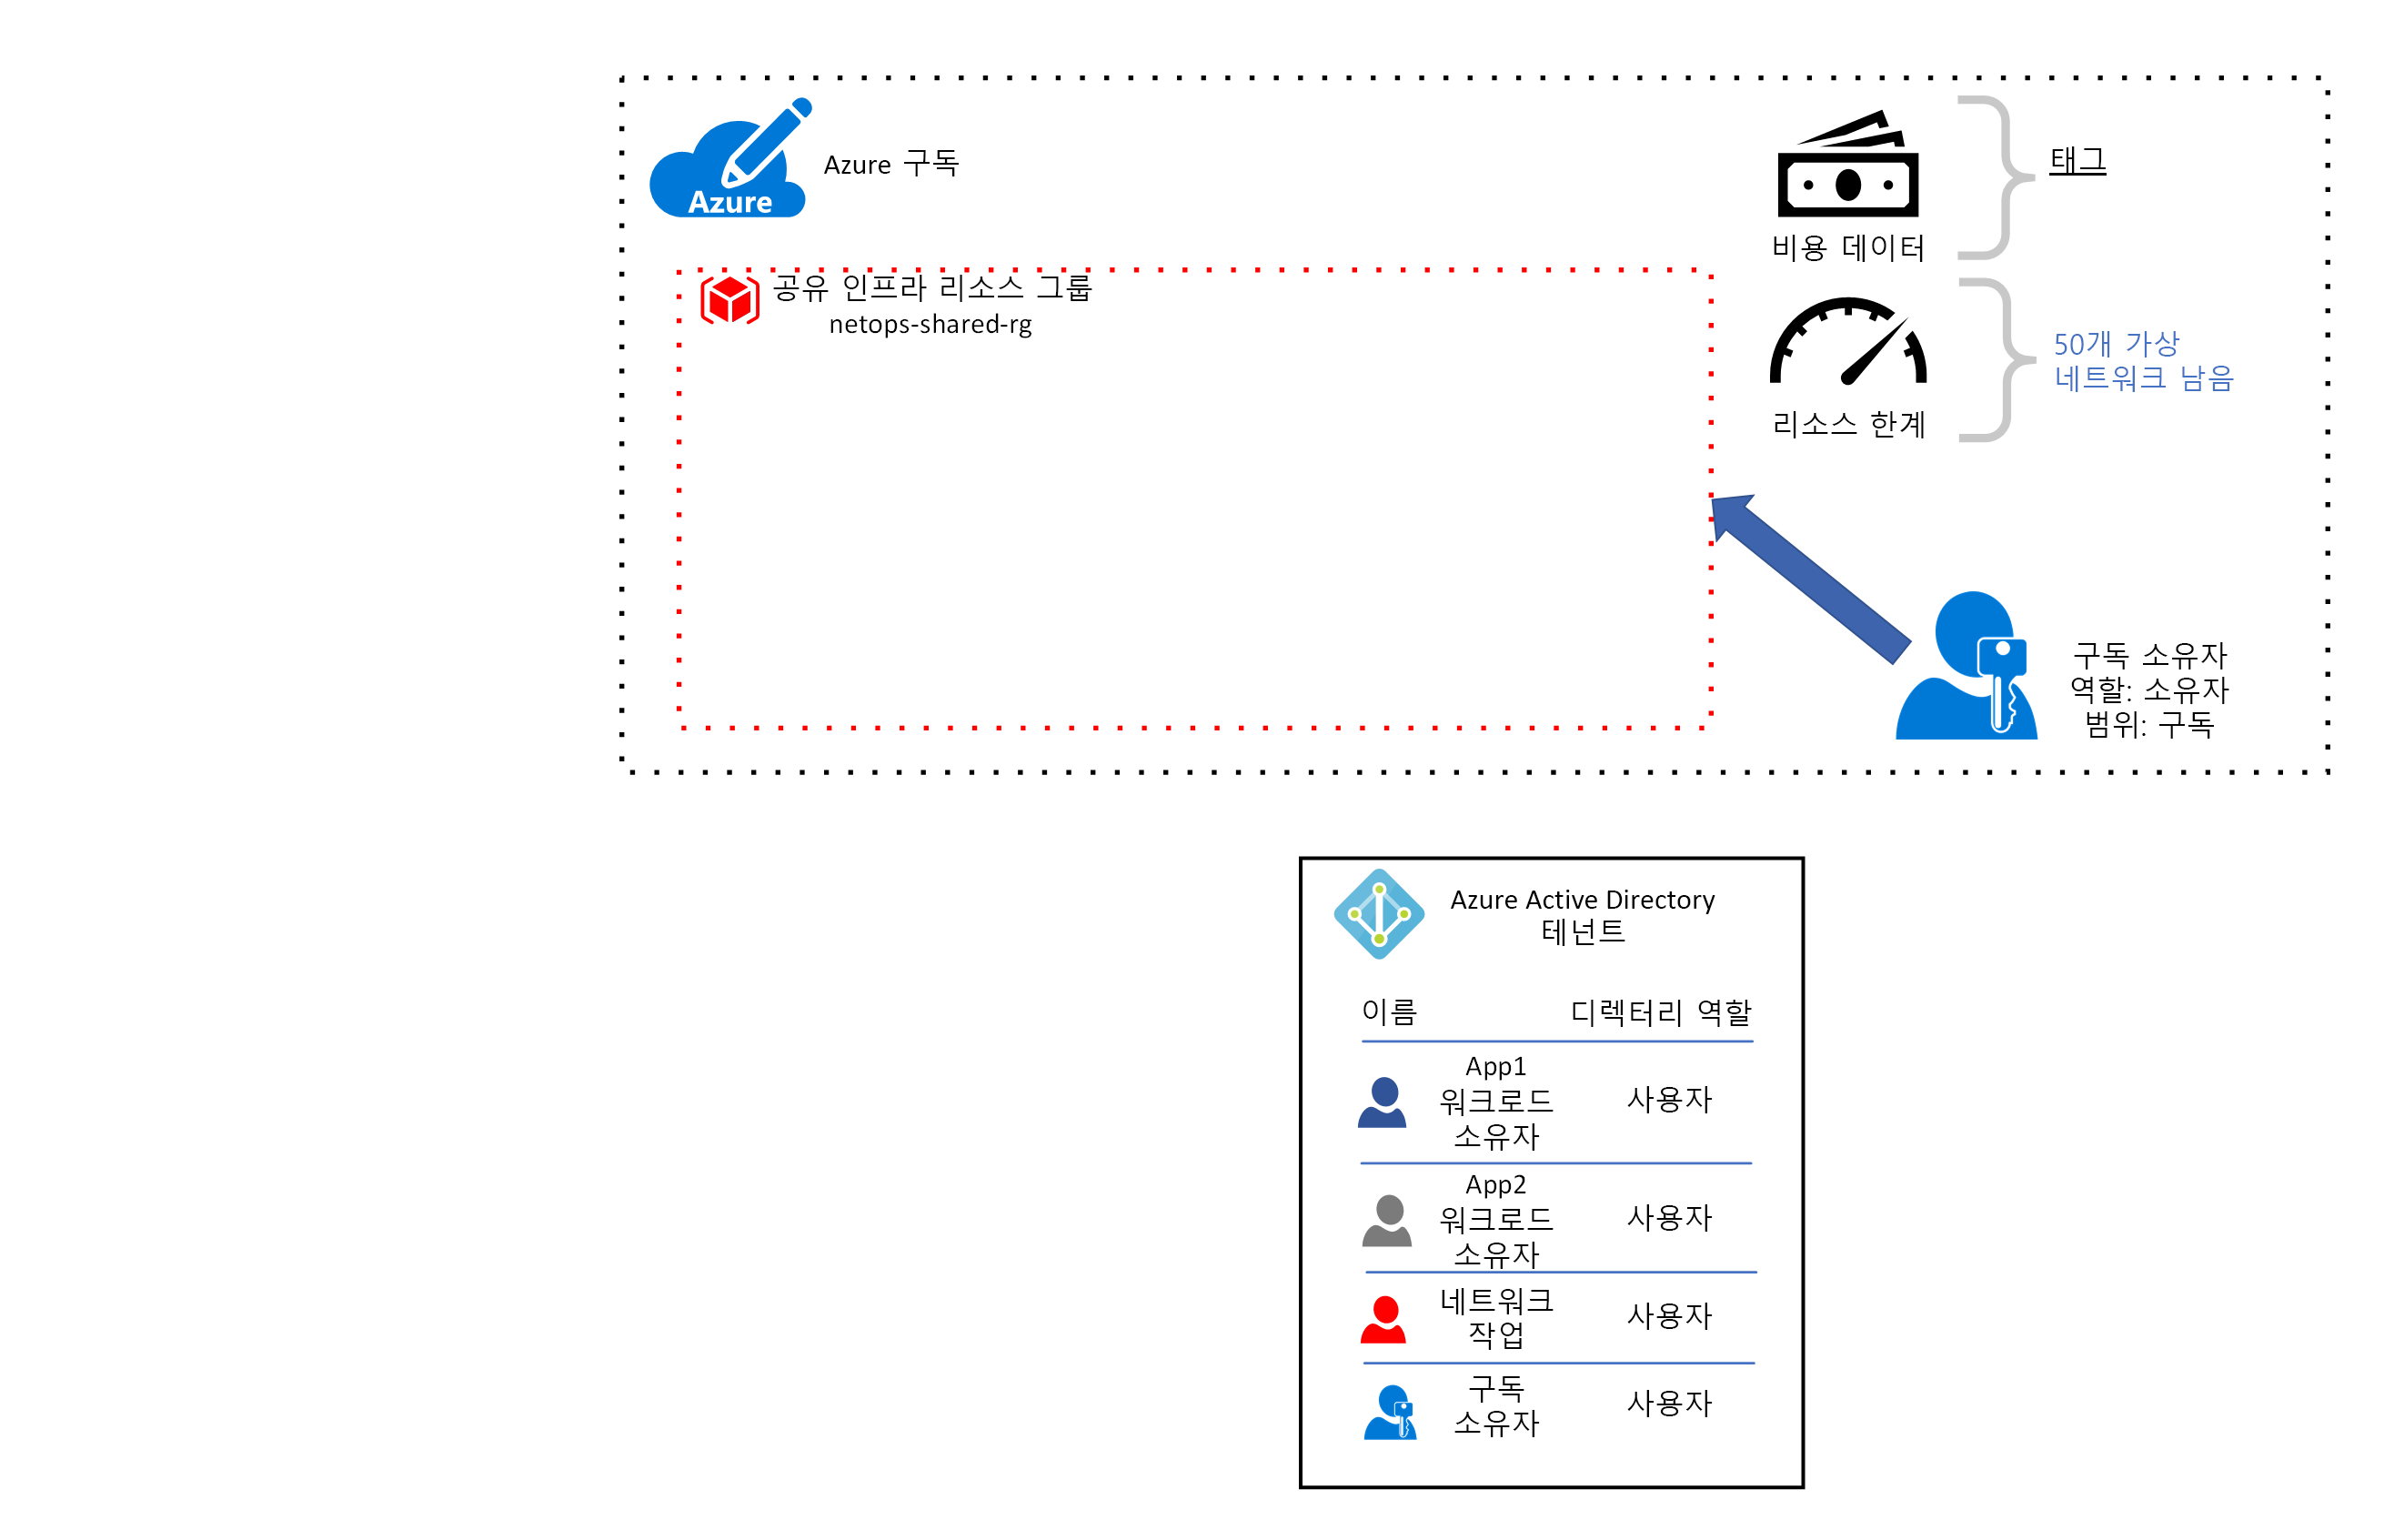 Azure
Azure 구독
태그
비용 데이터
공유 인프라 리소스 그룹
netops-shared-rg
50개 가상
네트워크 남음
리소스 한계
구독 소유자
역할: 소유자
범위: 구독
Azure Active Directory
테넌트
이름 디렉터리 역할
App1
워크로드
소유자
사용자
App2
워크로드
소유자
사용자
네트워크
작업
사용자
구독
소유자
사용자